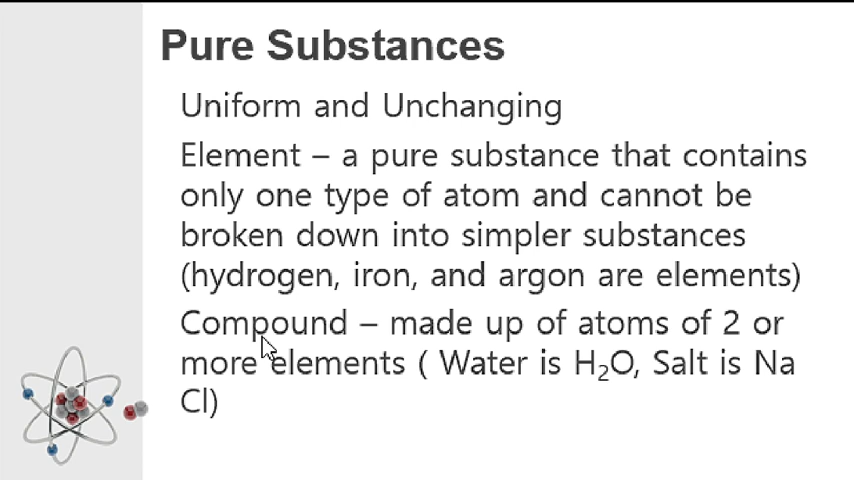 Pure Substances
Uniform and Unchanging
Element – a pure substance that contains
only one type of atom and cannot be
broken down into simpler substances
(hydrogen, iron, and argon are elements)
Compound – made up of atoms of 2 or
more elements ( Water is H₂O, Salt is Na
Cl)